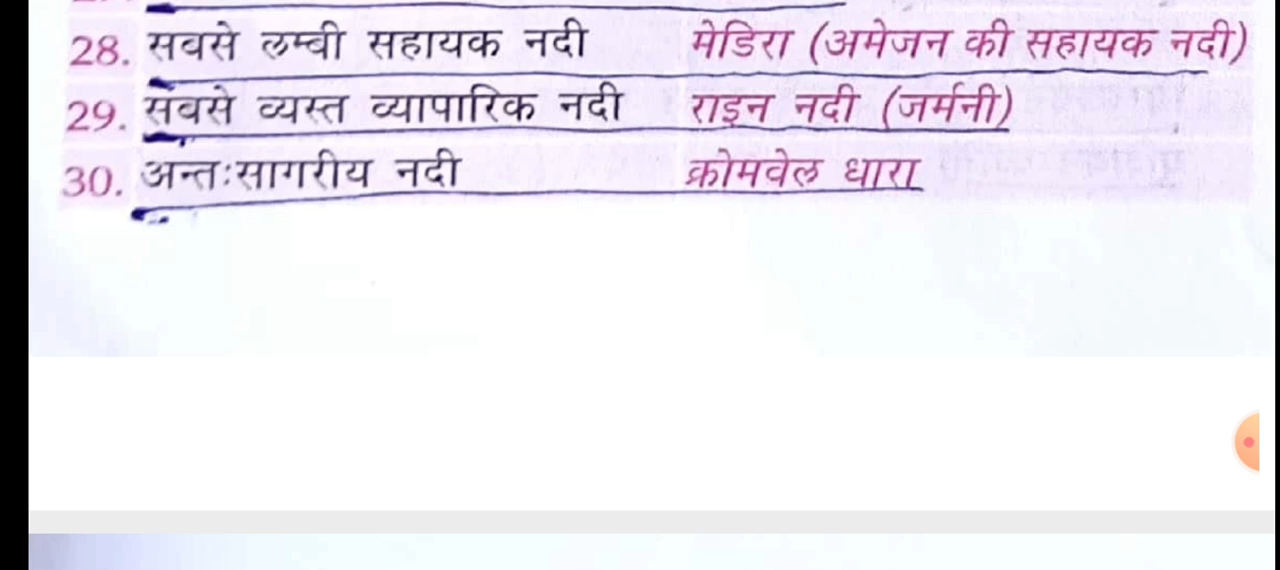 28. सबसे लम्बी सहायक नदी मेडिरा (अमेजन की सहायक नदी)
29. सबसे व्यस्त व्यापारिक नदी राइन नदी (जर्मनी)
30. अन्तःसागरीय नदी क्रोमवेल धारा